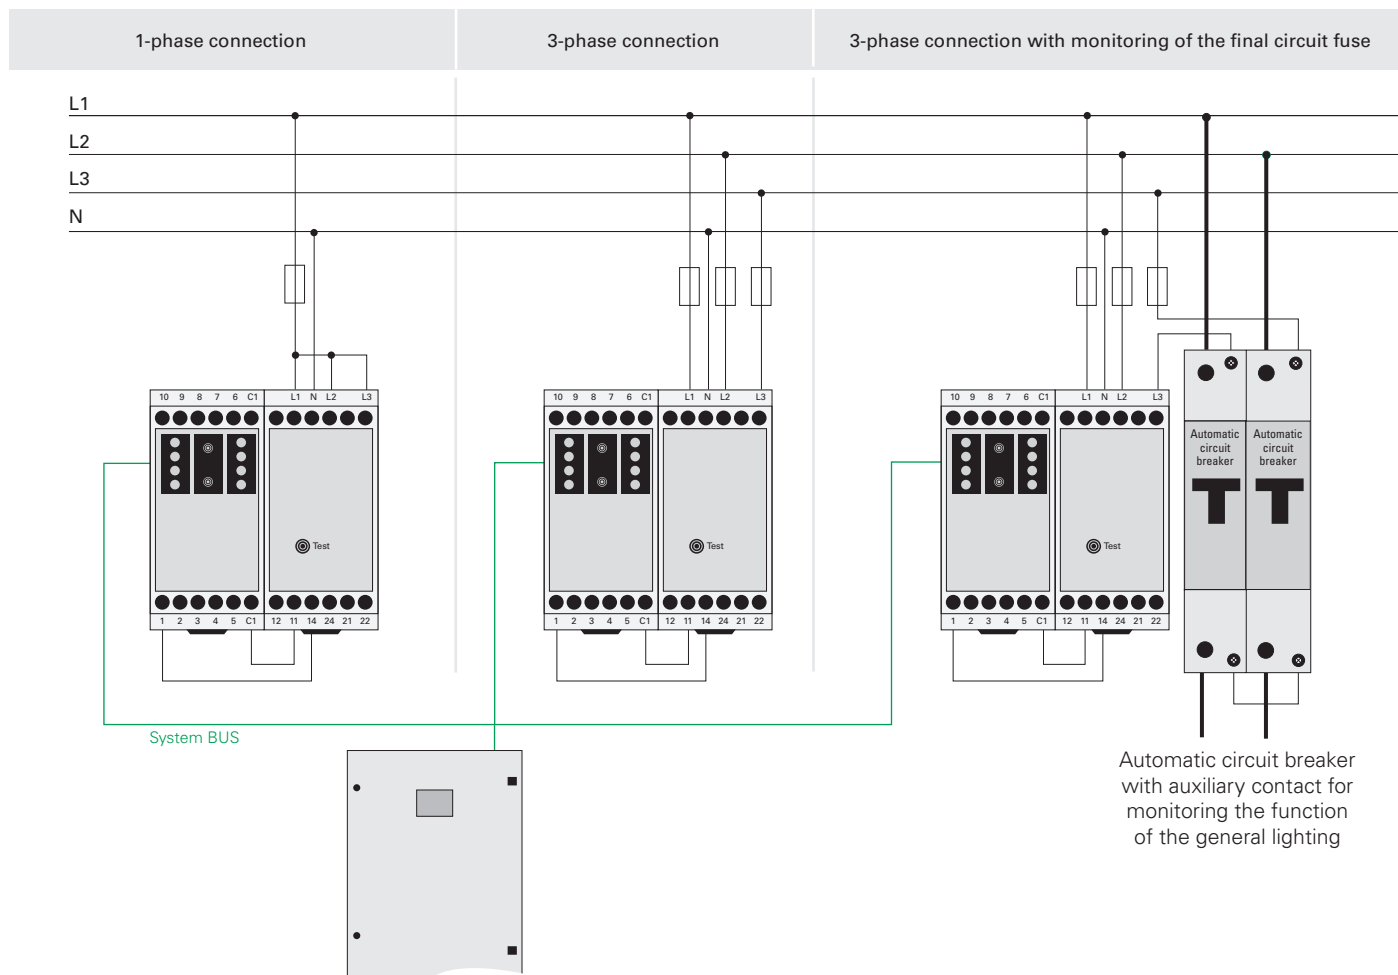 1-phase connection
3-phase connection
3-phase connection with monitoring of the final circuit fuse
L1
L2
L3
N
10 9 8 7 6 C1 L1 N L2 L3
Test
1 2 3 4 5 C1 12 11 14 24 21 22
10 9 8 7 6 C1 L1 N L2 L3
Test
1 2 3 4 5 C1 12 11 14 24 21 22
10 9 8 7 6 C1 L1 N L2 L3
Test
1 2 3 4 5 C1 12 11 14 24 21 22
Automatic
circuit
breaker
Automatic
circuit
breaker
System BUS
Automatic circuit breaker
with auxiliary contact for
monitoring the function
of the general lighting